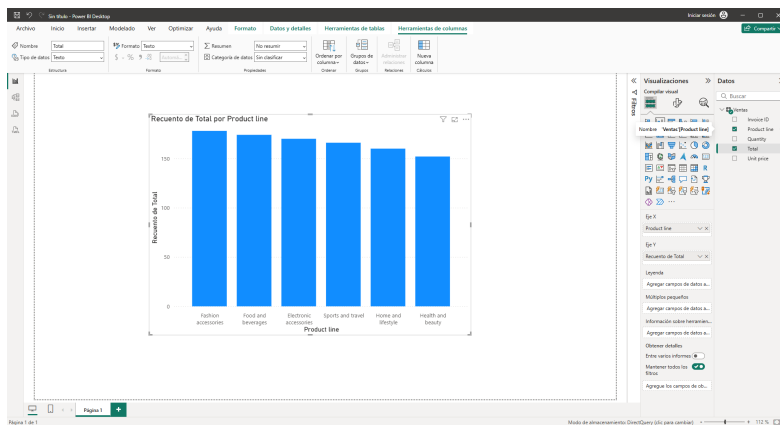 Sin título - Power BI Desktop
Iniciar sesión
Archivo Inicio Insertar Modelado Ver Optimizar Ayuda Formato Datos y detalles Herramientas de tablas Herramientas de columnas
Compartir
Nombre Total
Formato Texto
Resumen No resumir
Tipo de datos Texto
$ % Automá...
Categoría de datos Sin clasificar
Ordenar por columna
Grupos de datos
Administrar relaciones
Nueva columna
Estructura Formato Propiedades Ordenar Grupos Relaciones Cálculos
Filtros
Visualizaciones
Compilar visual
Nombre Ventas'[Product line]
Datos
Buscar
Ventas
Invoice ID
Product line
Quantity
Total
Unit price
Recuento de Total por Product line
Recuento de Total
150
100
50
0
Fashion accessories
Food and beverages
Electronic accessories
Sports and travel
Home and lifestyle
Health and beauty
Product line
R
Py
Eje X
Product line
Eje Y
Recuento de Total
Leyenda
Agregar campos de datos a...
Múltiplos pequeños
Agregar campos de datos a...
Información sobre herramien...
Agregar campos de datos a...
Obtener detalles
Entre varios informes
Mantener todos los filtros
Agregue los campos de ob...
Página 1
Página 1 de 1
Modo de almacenamiento: DirectQuery (clic para cambiar)
112 %